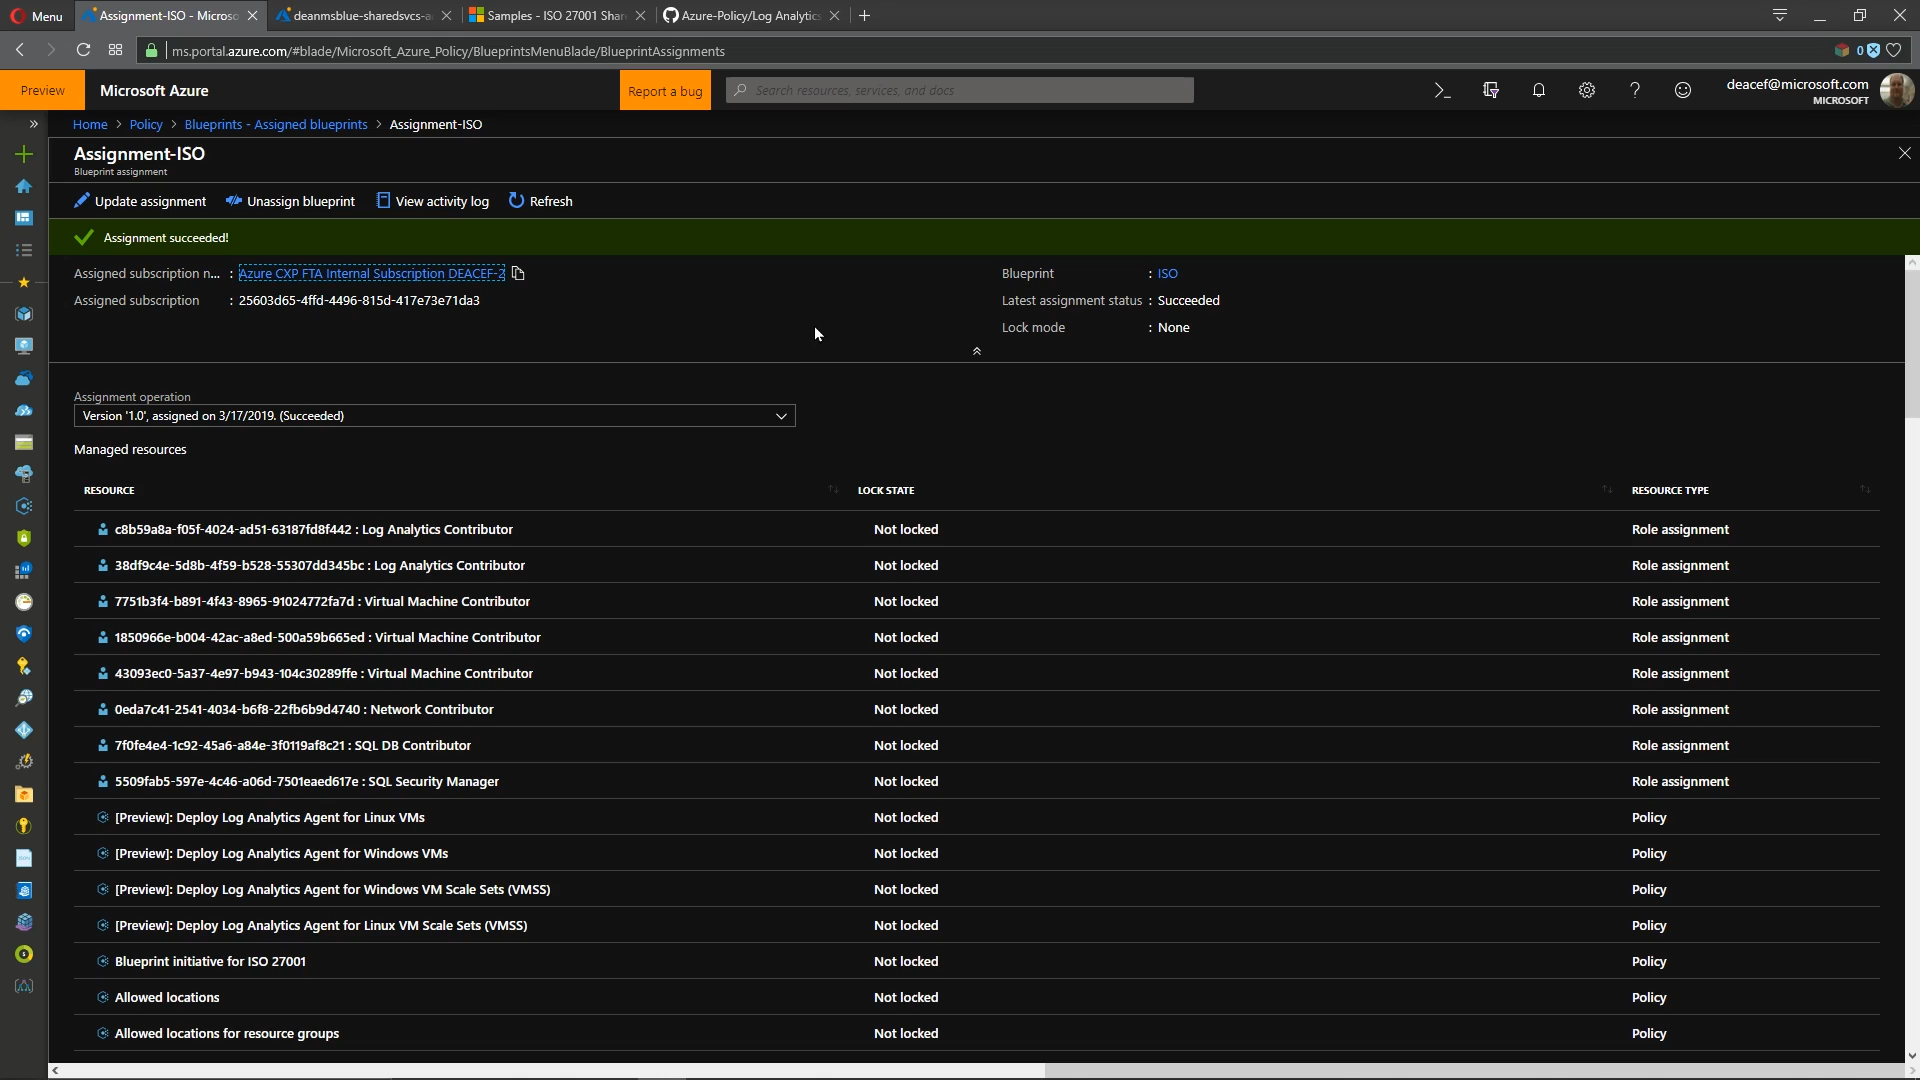 Menu
Assignment-ISO - Microso
deanmsblue-sharedsvcs-a
Samples - ISO 27001 Shar
Azure-Policy/Log Analytics
ms.portal.azure.com/#blade/Microsoft_Azure_Policy/BlueprintsMenuBlade/BlueprintAssignments
0
Preview
Microsoft Azure
Report a bug
Search resources, services, and docs
deacef@microsoft.com
MICROSOFT
Home > Policy > Blueprints - Assigned blueprints > Assignment-ISO
Assignment-ISO
Blueprint assignment
Update assignment
Unassign blueprint
View activity log
Refresh
Assignment succeeded!
Assigned subscription n... : Azure CXP FTA Internal Subscription DEACEF-2
Assigned subscription : 25603d65-4ffd-4496-815d-417e73e71da3
Blueprint : ISO
Latest assignment status : Succeeded
Lock mode : None
Assignment operation
Version '1.0', assigned on 3/17/2019. (Succeeded)
Managed resources
RESOURCE LOCK STATE RESOURCE TYPE
c8b59a8a-f05f-4024-ad51-63187fd8f442 : Log Analytics Contributor Not locked Role assignment
38df9c4e-5d8b-4f59-b528-55307dd345bc : Log Analytics Contributor Not locked Role assignment
7751b3f4-b891-4f43-8965-91024772fa7d : Virtual Machine Contributor Not locked Role assignment
1850966e-b004-42ac-a8ed-500a59b665ed : Virtual Machine Contributor Not locked Role assignment
43093ec0-5a37-4e97-b943-104c30289ffe : Virtual Machine Contributor Not locked Role assignment
0eda7c41-2541-4034-b6f8-22fb6b9d4740 : Network Contributor Not locked Role assignment
7f0fe4e4-1c92-45a6-a84e-3f0119af8c21 : SQL DB Contributor Not locked Role assignment
5509fab5-597e-4c46-a06d-7501eaed617e : SQL Security Manager Not locked Role assignment
[Preview]: Deploy Log Analytics Agent for Linux VMs Not locked Policy
[Preview]: Deploy Log Analytics Agent for Windows VMs Not locked Policy
[Preview]: Deploy Log Analytics Agent for Windows VM Scale Sets (VMSS) Not locked Policy
[Preview]: Deploy Log Analytics Agent for Linux VM Scale Sets (VMSS) Not locked Policy
Blueprint initiative for ISO 27001 Not locked Policy
Allowed locations Not locked Policy
Allowed locations for resource groups Not locked Policy